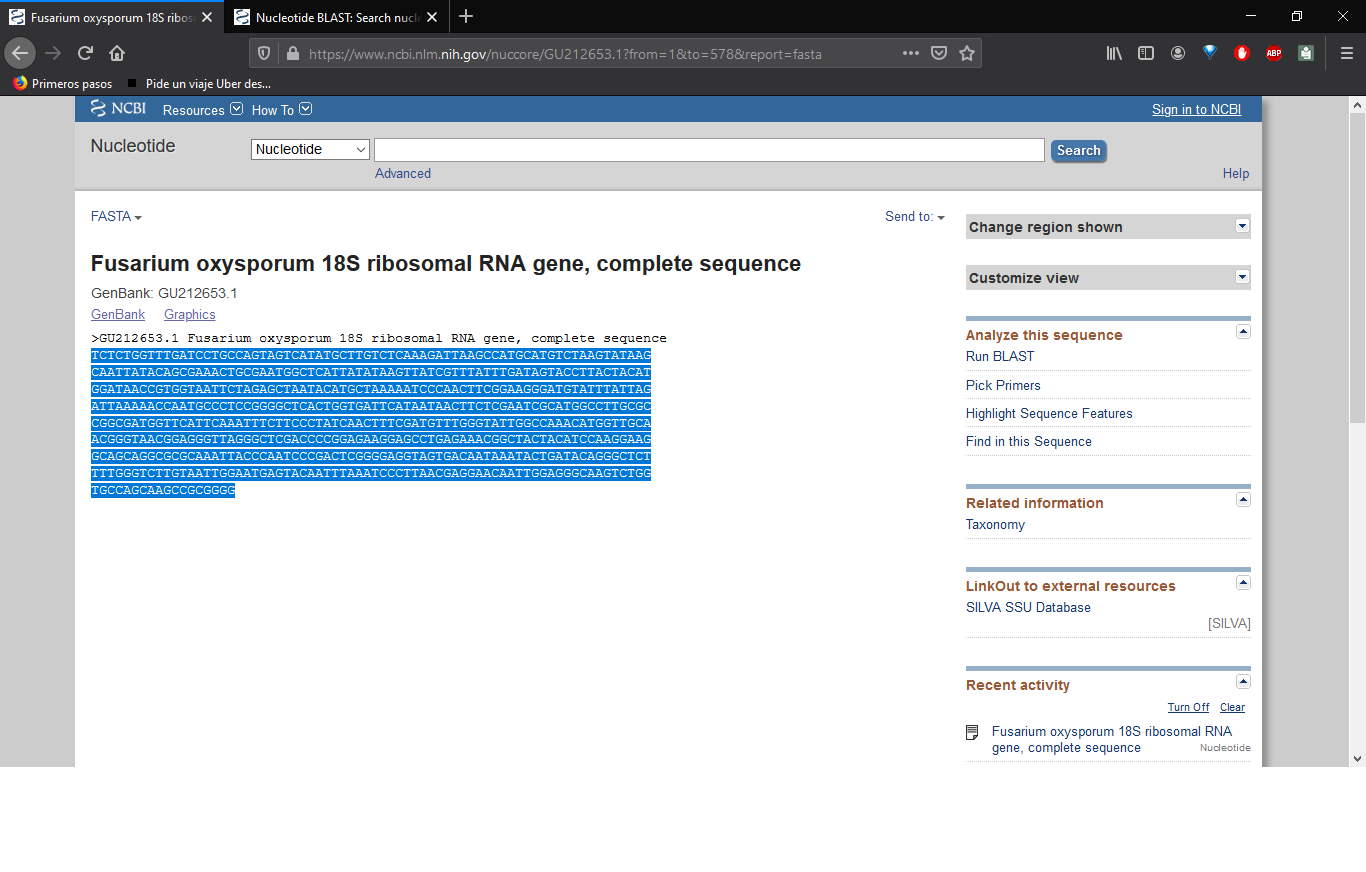 Fusarium oxysporum 18S ribos
Nucleotide BLAST: Search nucl
https://www.ncbi.nlm.nih.gov/nuccore/GU212653.1?from=1&to=578&report=fasta
ABP
Primeros pasos
Pide un viaje Uber des...
NCBI Resources How To
Sign in to NCBI
Nucleotide
Nucleotide
Search
Advanced
Help
FASTA
Send to:
Fusarium oxysporum 18S ribosomal RNA gene, complete sequence
GenBank: GU212653.1
GenBank Graphics
>GU212653.1 Fusarium oxysporum 18S ribosomal RNA gene, complete sequence
TCTCTGGTTTGATCCTGCCAGTAGTCATATGCTTGTCTCAAAGATTAAGCCATGCATGTCTAAGTATAAG
CAATTATACAGCGAAACTGCGAATGGCTCATTATATAAGTTATCGTTTATTTGATAGTACCTTACTACAT
GGATAACCGTGGTAATTCTAGAGCTAATACATGCTAAAAATCCCAACTTCGGAAGGGATGTATTTATTAG
ATTAAAAACCAATGCCCTCCGGGGCTCACTGGTGATTCATAATAACTTCTCGAATCGCATGGCCTTGCGC
CGGCGATGGTTCATTCAAATTTCTTCCCTATCAACTTTCGATGTTTGGGTATTGGCCAAACATGGTTGCA
ACGGGTAACGGAGGGTTAGGGCTCGACCCCGGAGAAGGAGCCTGAGAAACGGCTACTACATCCAAGGAAG
GCAGCAGGCGCGCAAATTACCCAATCCCGACTCGGGGAGGTAGTGACAATAAATACTGATACAGGGCTCT
TTTGGGTCTTGTAATTGGAATGAGTACAATTTAAATCCCTTAACGAGGAACAATTGGAGGGCAAGTCTGG
TGCCAGCAAGCCGCGGGG
Change region shown
Customize view
Analyze this sequence
Run BLAST
Pick Primers
Highlight Sequence Features
Find in this Sequence
Related information
Taxonomy
LinkOut to external resources
SILVA SSU Database
[SILVA]
Recent activity
Turn Off Clear
Fusarium oxysporum 18S ribosomal RNA
gene, complete sequence
Nucleotide